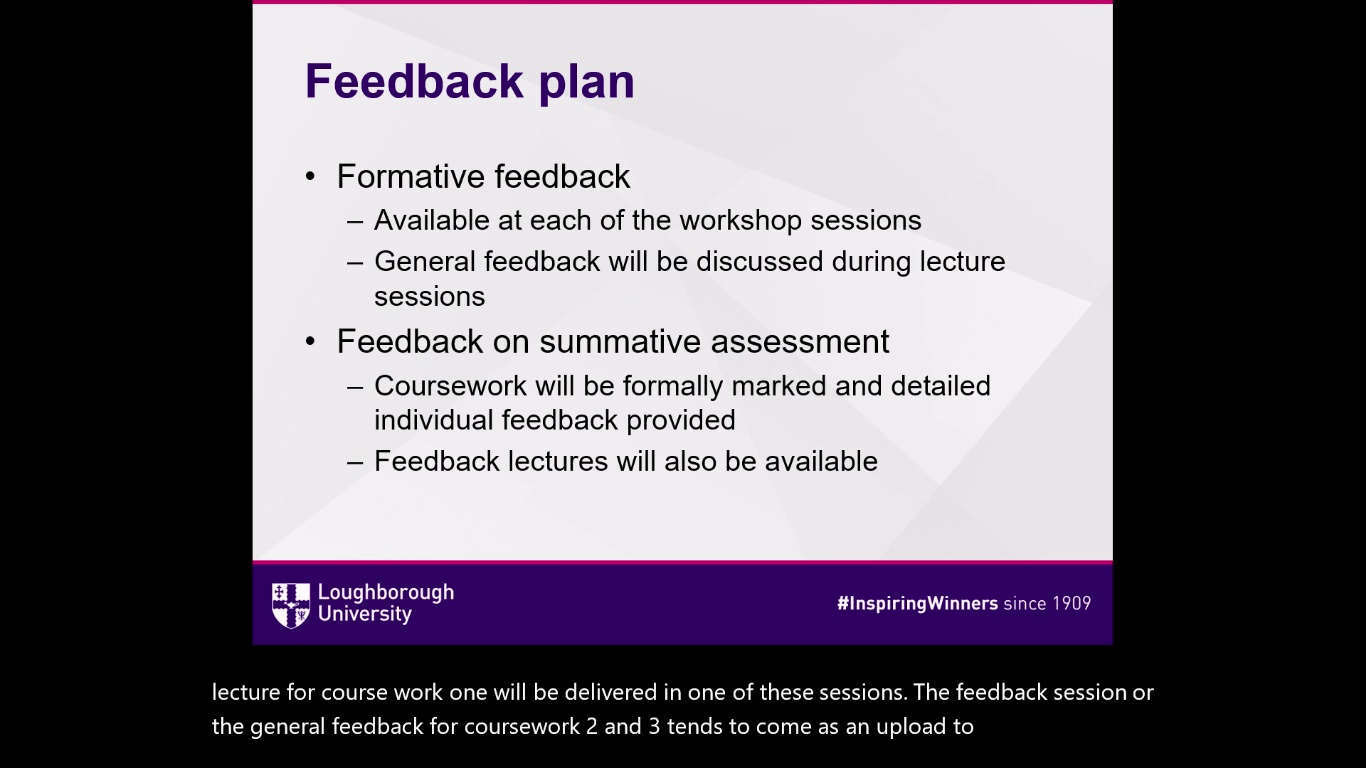 Feedback plan
• Formative feedback
– Available at each of the workshop sessions
– General feedback will be discussed during lecture
sessions
• Feedback on summative assessment
– Coursework will be formally marked and detailed
individual feedback provided
– Feedback lectures will also be available
Loughborough
University
#InspiringWinners since 1909
lecture for course work one will be delivered in one of these sessions. The feedback session or
the general feedback for coursework 2 and 3 tends to come as an upload to